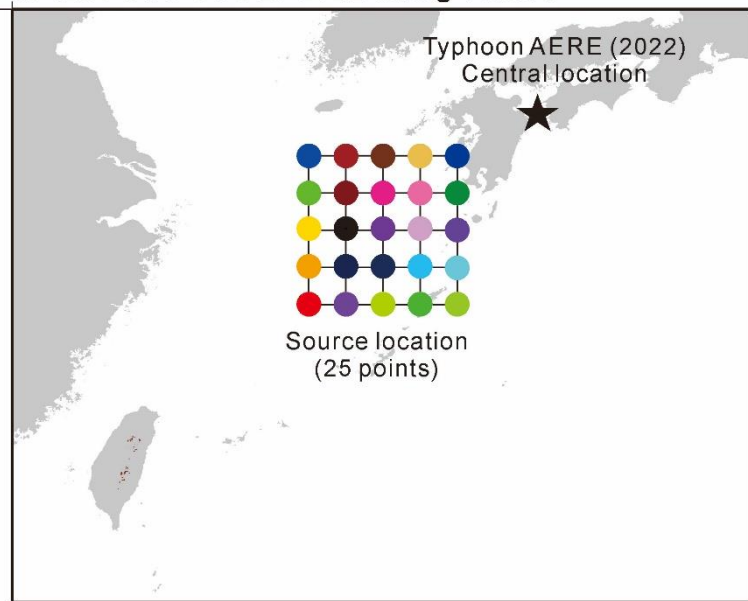 Typhoon AERE (2022)
Central location
Source location
(25 points)